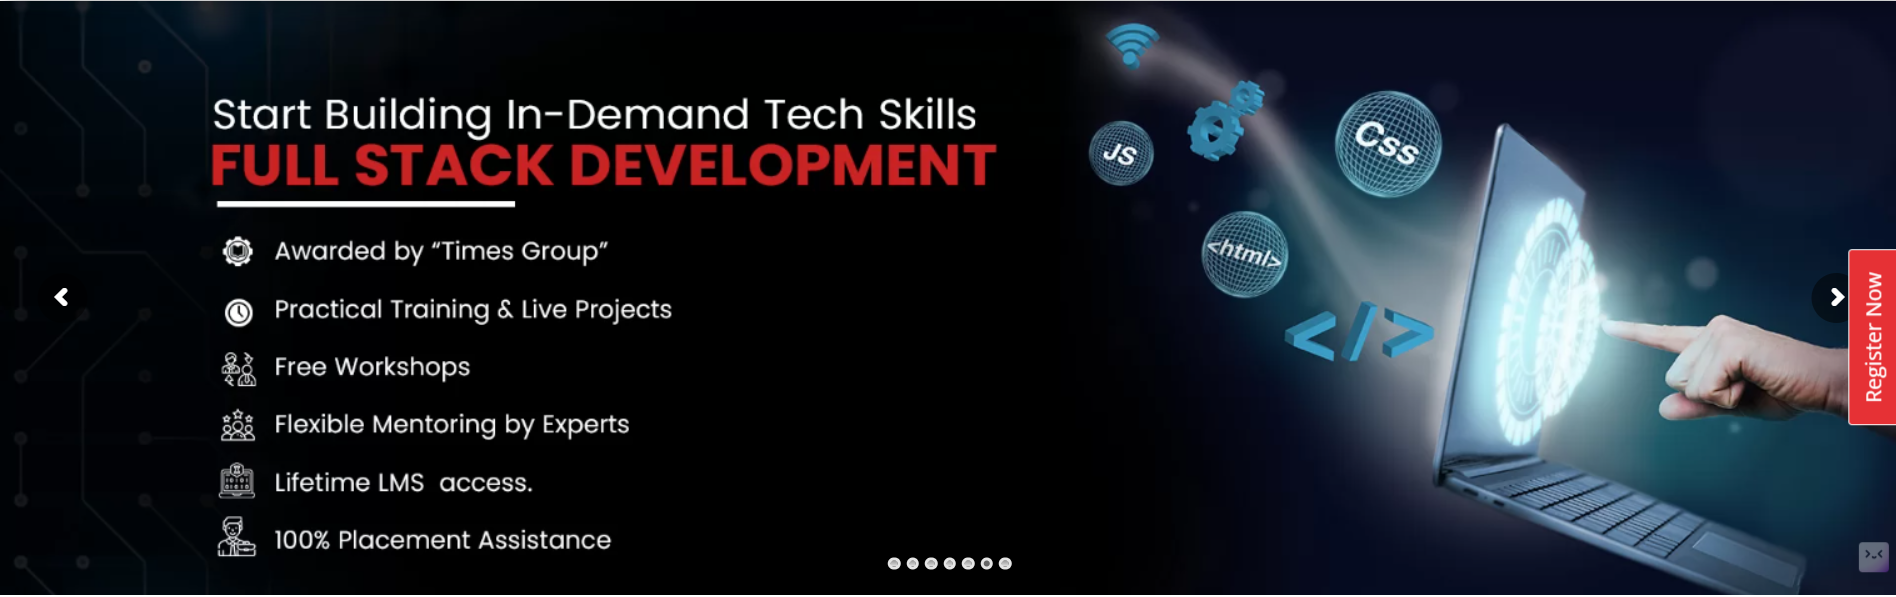 Start Building In-Demand Tech Skills
FULL STACK DEVELOPMENT
Awarded by “Times Group”
Practical Training & Live Projects
Free Workshops
Flexible Mentoring by Experts
Lifetime LMS  access.
100% Placement Assistance
JS
Css
<html>
</>
Register Now